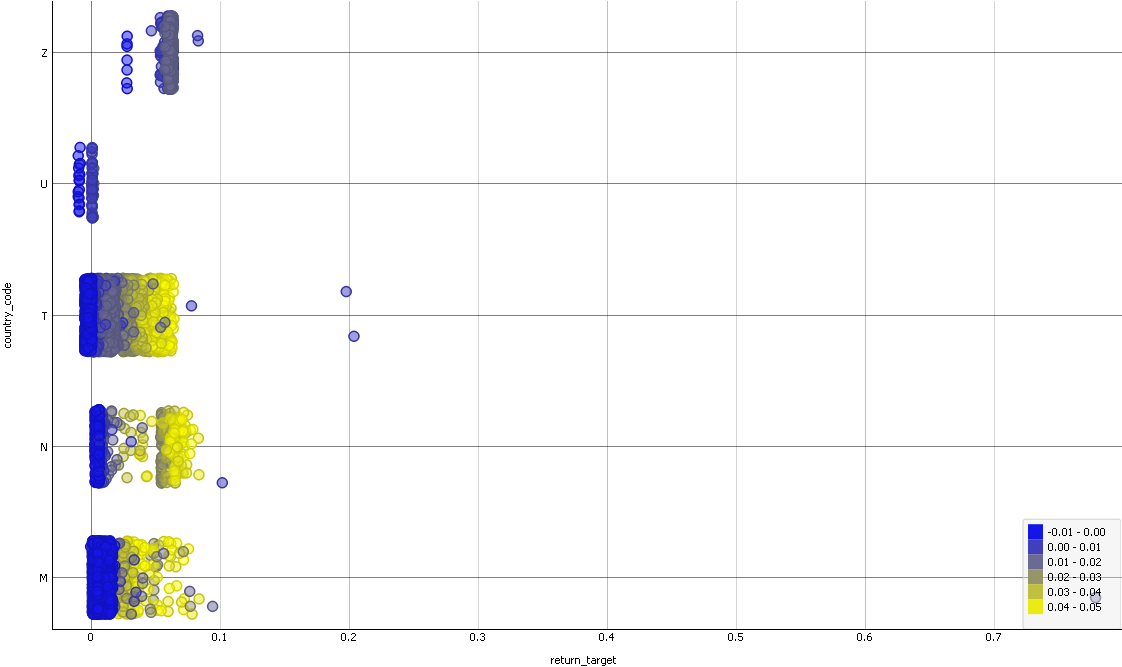 Z
U
T
N
M
country_code
0
0.1
0.2
0.3
0.4
0.5
0.6
0.7
return_target
-0.01 - 0.00
0.00 - 0.01
0.01 - 0.02
0.02 - 0.03
0.03 - 0.04
0.04 - 0.05